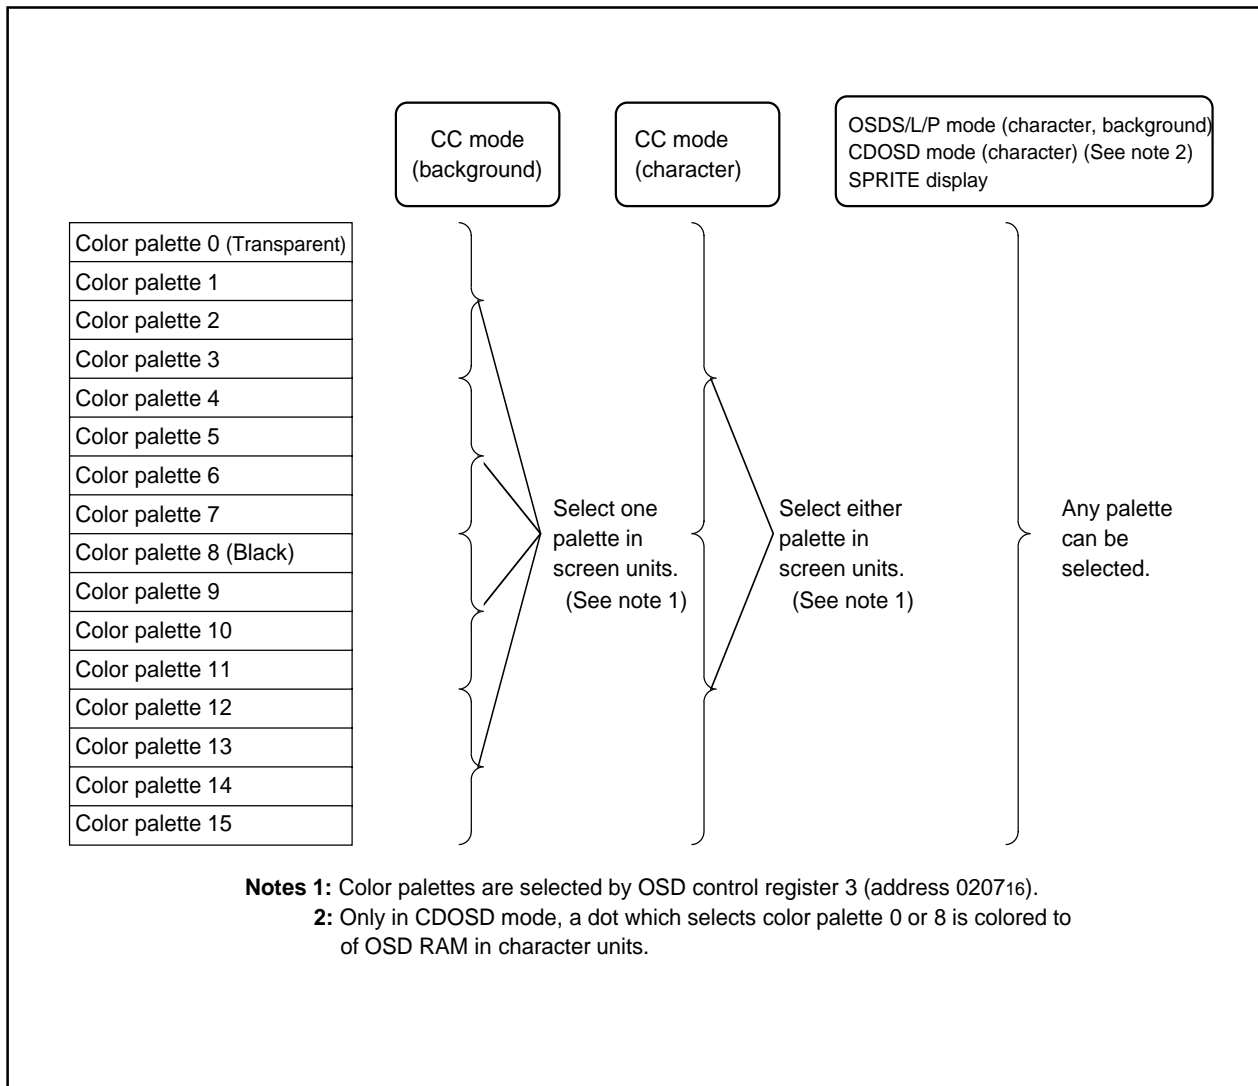 CC mode
(background)
CC mode
(character)
OSDS/L/P mode (character, background)
CDOSD mode (character) (See note 2)
SPRITE display
Color palette 0 (Transparent)
Color palette 1
Color palette 2
Color palette 3
Color palette 4
Color palette 5
Color palette 6
Color palette 7
Color palette 8 (Black)
Color palette 9
Color palette 10
Color palette 11
Color palette 12
Color palette 13
Color palette 14
Color palette 15
Select one
palette in
screen units.
(See note 1)
Select either
palette in
screen units.
(See note 1)
Any palette
can be
selected.
Notes 1: Color palettes are selected by OSD control register 3 (address 020716).
2: Only in CDOSD mode, a dot which selects color palette 0 or 8 is colored to
of OSD RAM in character units.